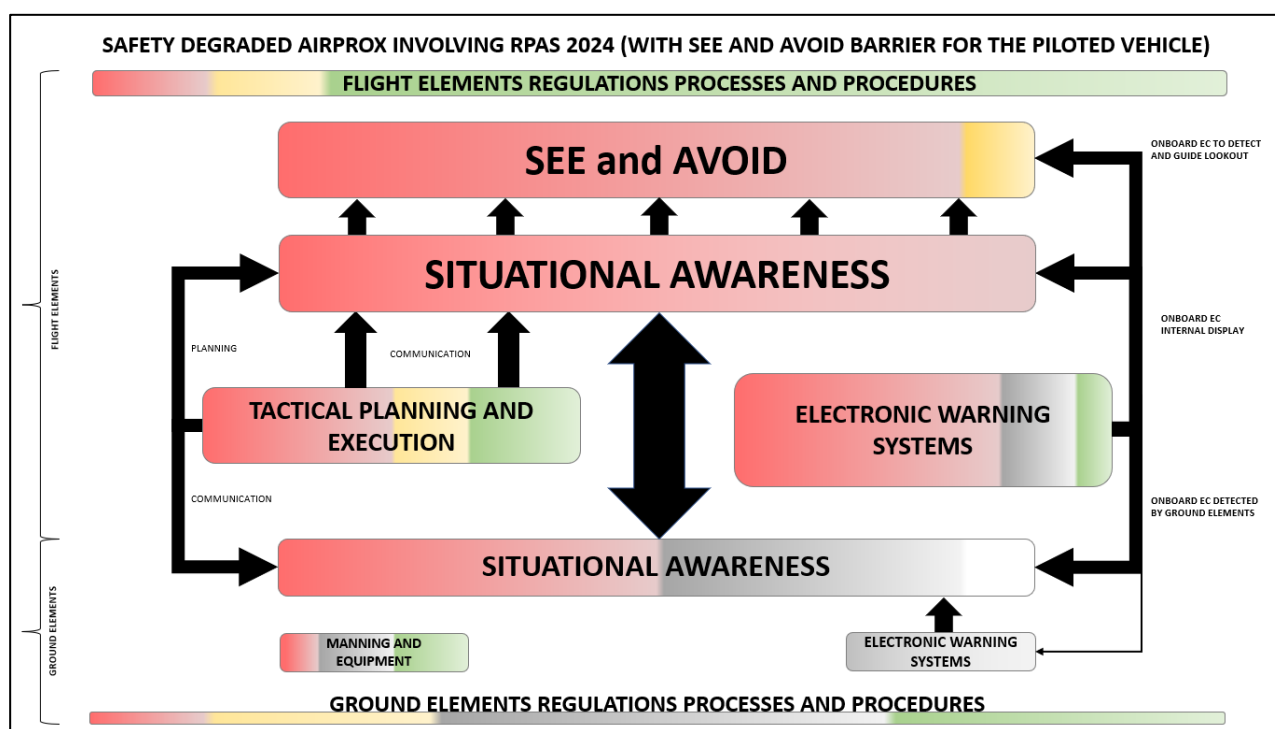 SAFETY DEGRADED AIRPROX INVOLVING RPAS 2024 (WITH SEE AND AVOID BARRIER FOR THE PILOTED VEHICLE)
FLIGHT ELEMENTS REGULATIONS PROCESSES AND PROCEDURES
SEE and AVOID
ONBOARD EC TO DETECT
AND GUIDE LOOKOUT
SITUATIONAL AWARENESS
FLIGHT ELEMENTS
PLANNING
COMMUNICATION
ONBOARD EC
INTERNAL DISPLAY
TACTICAL PLANNING AND
EXECUTION
ELECTRONIC WARNING
SYSTEMS
COMMUNICATION
ONBOARD EC DETECTED
BY GROUND ELEMENTS
SITUATIONAL AWARENESS
GROUND ELEMENTS
MANNING AND
EQUIPMENT
ELECTRONIC WARNING
SYSTEMS
GROUND ELEMENTS REGULATIONS PROCESSES AND PROCEDURES